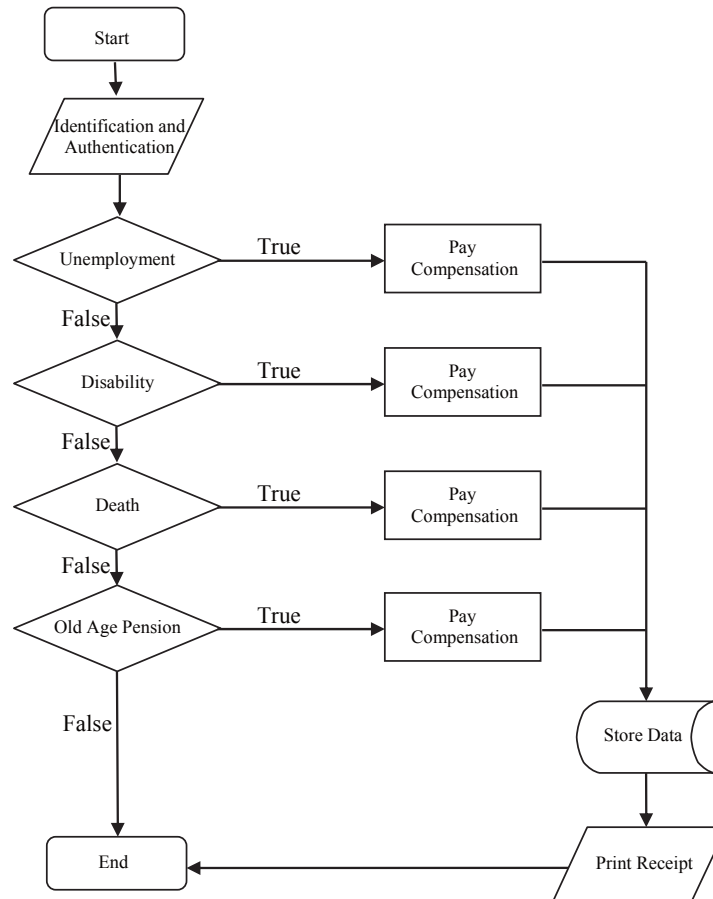 Start
Identification and
Authentication
Unemployment
True
Pay
Compensation
False
Disability
True
Pay
Compensation
False
Death
True
Pay
Compensation
False
Old Age Pension
True
Pay
Compensation
False
Store Data
Print Receipt
End